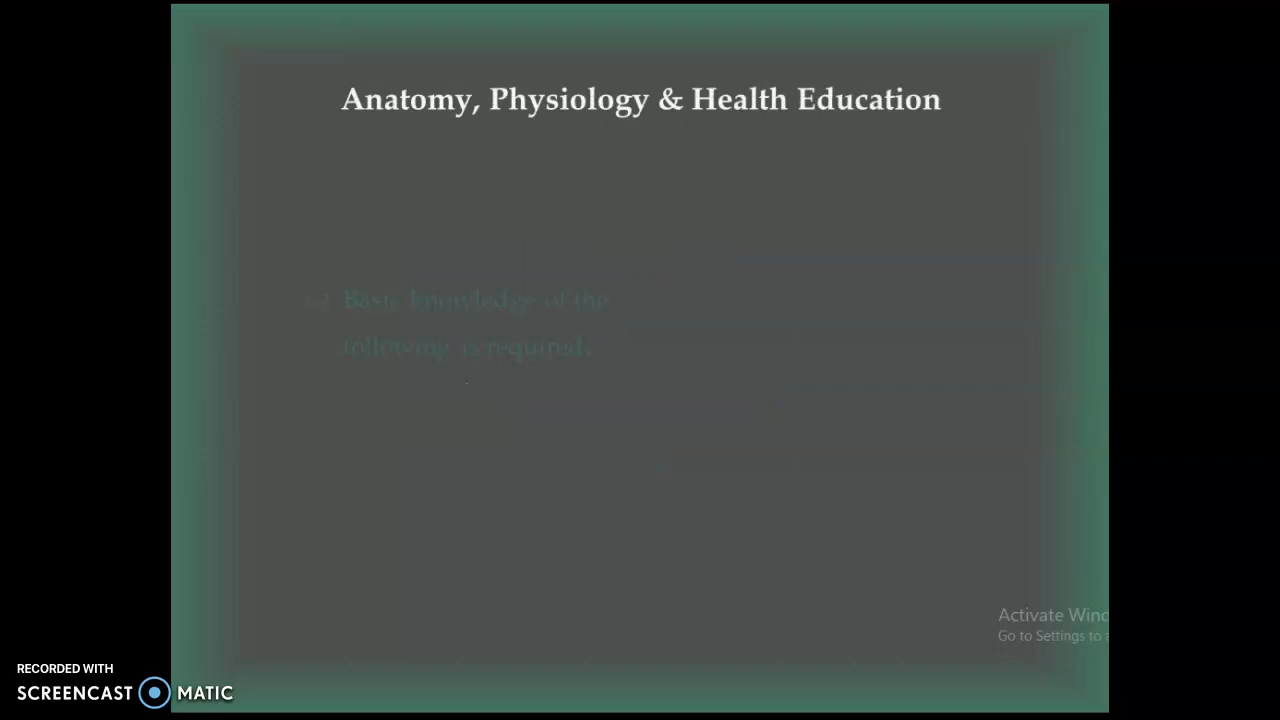 Anatomy, Physiology & Health Education
Basic knowledge of the
following is required.
Activate Wind
Go to Settings to a
RECORDED WITH
SCREENCAST MATIC